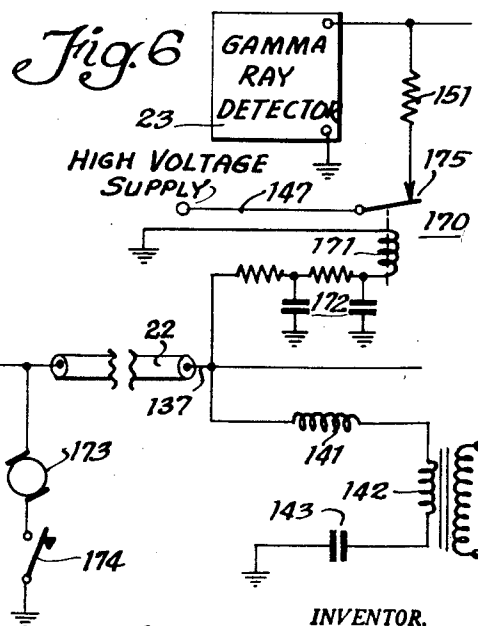 Fig. 6
GAMMA
RAY
DETECTOR
23
151
HIGH VOLTAGE
SUPPLY
147
175
170
171
172
22
137
141
173
142
143
174
INVENTOR.